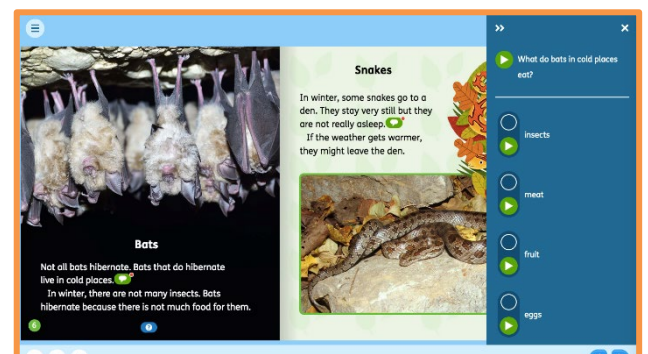 Bats
Not all bats hibernate. Bats that do hibernate
live in cold places.
In winter, there are not many insects. Bats
hibernate because there is not much food for them.
6
?
Snakes
In winter, some snakes go to a
den. They stay very still but they
are not really asleep.
If the weather gets warmer,
they might leave the den.
What do bats in cold places
eat?
insects
meat
fruit
eggs